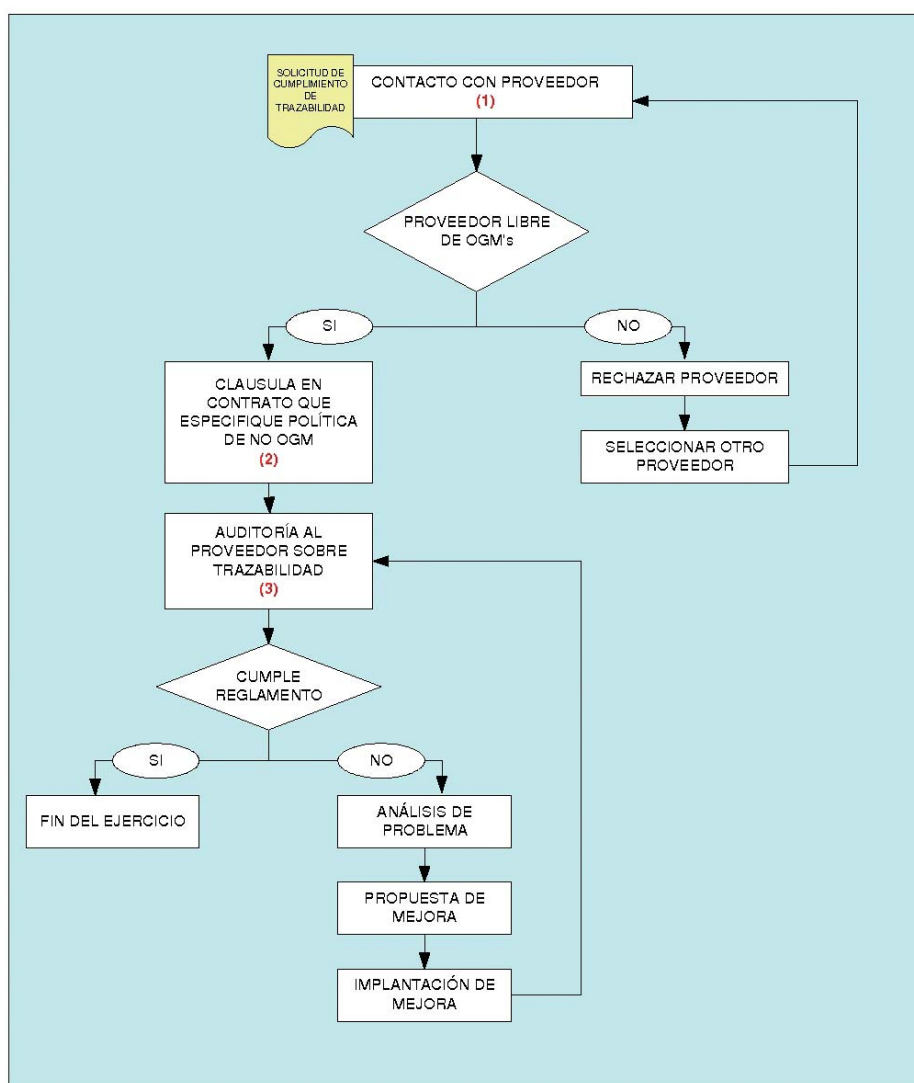 SOLICITUD DE
CUMPLIMIENTO
DE
TRAZABILIDAD
CONTACTO CON PROVEEDOR
(1)
PROVEEDOR LIBRE
DE OGM's
SI
NO
CLAUSULA EN
CONTRATO QUE
ESPECIFIQUE POLÍTICA
DE NO OGM
(2)
RECHAZAR PROVEEDOR
SELECCIONAR OTRO
PROVEEDOR
AUDITORÍA AL
PROVEEDOR SOBRE
TRAZABILIDAD
(3)
CUMPLE
REGLAMENTO
SI
NO
FIN DEL EJERCICIO
ANÁLISIS DE
PROBLEMA
PROPUESTA DE
MEJORA
IMPLANTACIÓN DE
MEJORA